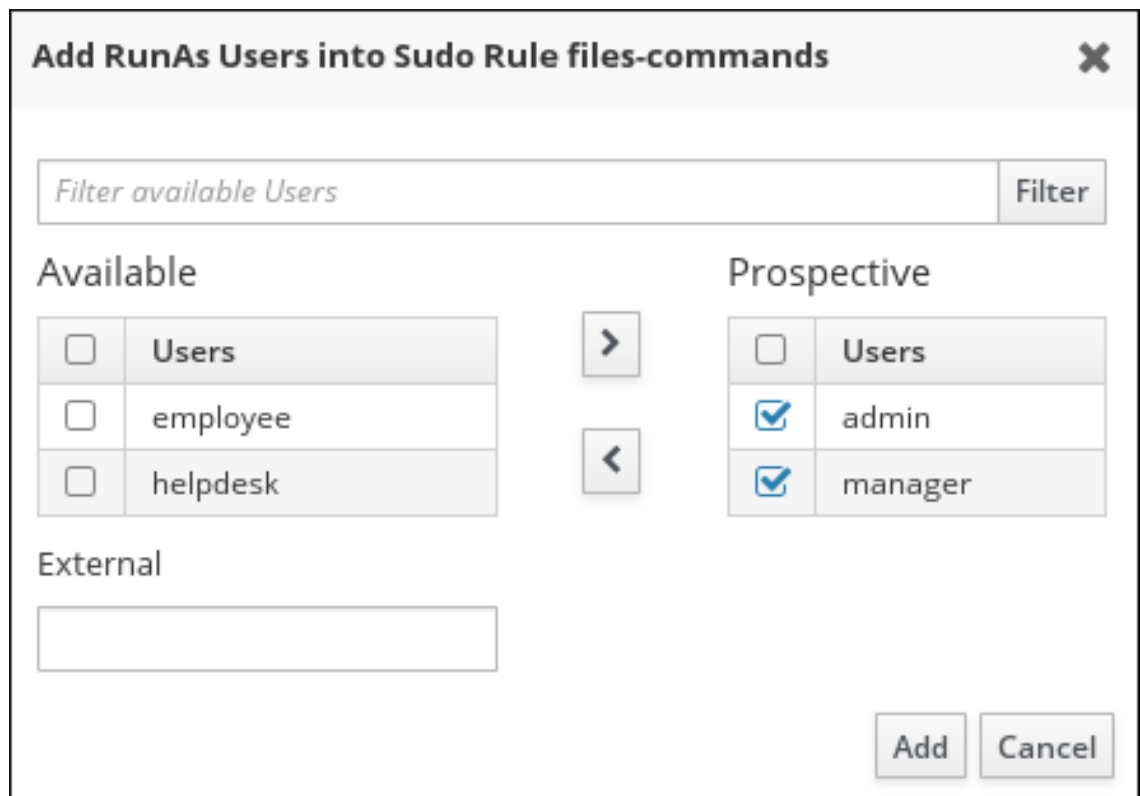 Add RunAs Users into Sudo Rule files-commands
Filter available Users
Filter
Available
Prospective
Users
employee
helpdesk
Users
admin
manager
External
Add
Cancel